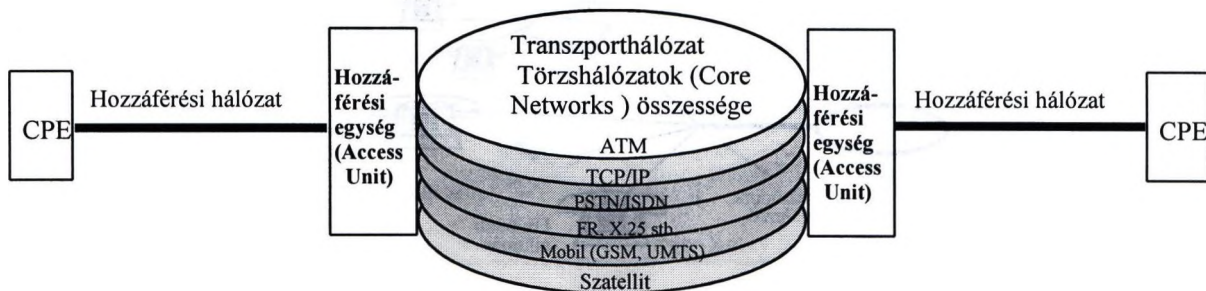 CPE
Hozzáférési hálózat
Hozzá-
férési
egység
(Access
Unit)
Transzporthálózat
Törzshálózatok (Core
Networks ) összessége
ATM
TCP/IP
PSTN/ISDN
FR, X.25 stb
Mobil (GSM, UMTS)
Szatellit
Hozzá-
férési
egység
(Access
Unit)
Hozzáférési hálózat
CPE